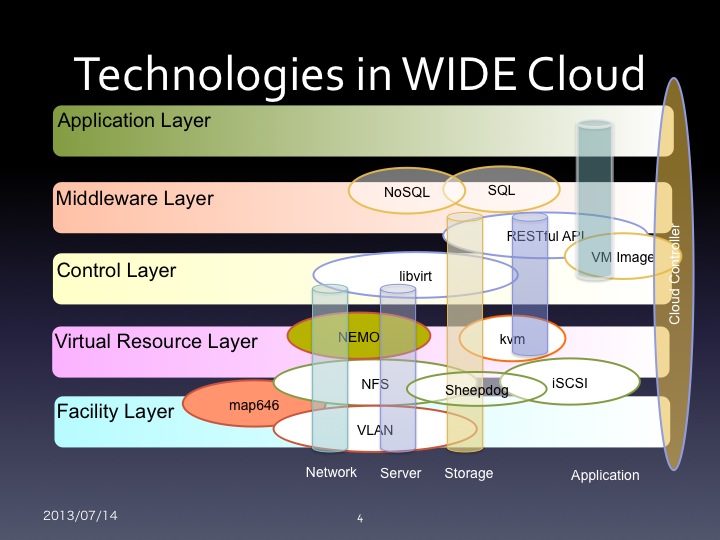 Technologies in WIDE Cloud
Application Layer
Middleware Layer
NoSQL
SQL
RESTful API
VM Image
Cloud Controller
Control Layer
libvirt
Virtual Resource Layer
NEMO
kvm
NFS
Sheepdog
iSCSI
Facility Layer
map646
VLAN
Network
Server
Storage
Application
2013/07/14
4